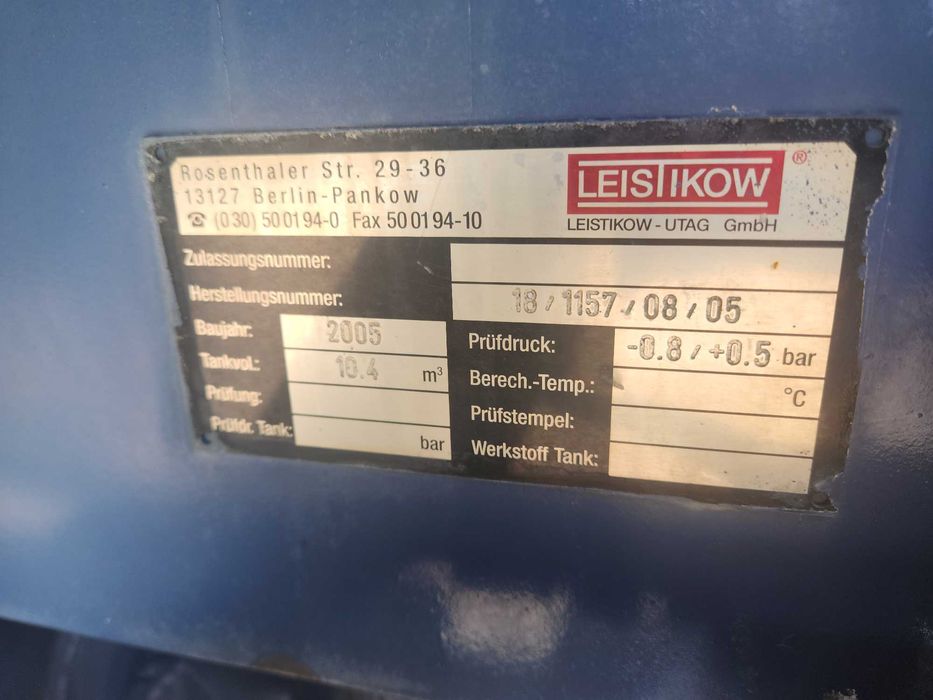 Rosenthaler Str. 29-36
13127 Berlin-Pankow
☎ (030) 500194-0 Fax 500194-10
LEISTIKOW ®
LEISTIKOW - UTAG GmbH
Zulassungsnummer:
Herstellungsnummer: 18/1157/08/05
Baujahr: 2005
Tankvol.: 10.4 m³
Prüfung:
Prüfdr. Tank: bar
Prüfdruck: -0.8/+0.5 bar
Berech.-Temp.: °C
Prüfstempel:
Werkstoff Tank: